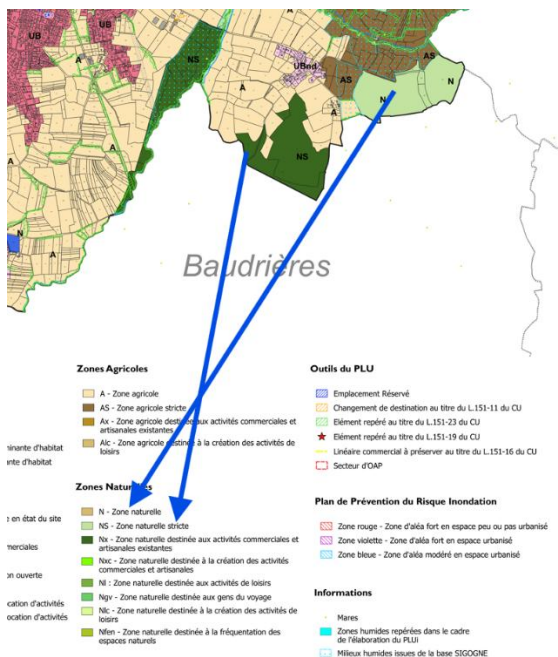 UB
UB
NS
A
A
UBnd
AS
AS
N
N
A
A
A
NS
A
N
A
Baudrières
Zones Agricoles
A - Zone agricole
AS - Zone agricole stricte
Ax - Zone agricole destinée aux activités commerciales et
artisanales existantes
Alc - Zone agricole destinée à la création des activités de
loisirs
minante d'habitat
ante d'habitat
Zones Naturelles
N - Zone naturelle
NS - Zone naturelle stricte
Nx - Zone naturelle destinée aux activités commerciales et
artisanales existantes
Nxc - Zone naturelle destinée à la création des activités
commerciales et artisanales
Nl : Zone naturelle destinée aux activités de loisirs
Ngv - Zone naturelle destinée aux gens du voyage
Nlc - Zone naturelle destinée à la création des activités de
loisirs
Nfen - Zone naturelle destinée à la fréquentation des
espaces naturels
e en état du site
merciales
on ouverte
cation d'activités
ocation d'activités
Outils du PLU
Emplacement Réservé
Changement de destination au titre du L.151-11 du CU
Elément repéré au titre du L.151-23 du CU
Elément repéré au titre du L.151-19 du CU
Linéaire commercial à préserver au titre du L.151-16 du CU
Secteur d'OAP
Plan de Prévention du Risque Inondation
Zone rouge - Zone d'aléa fort en espace peu ou pas urbanisé
Zone violette - Zone d'aléa fort en espace urbanisé
Zone bleue - Zone d'aléa modéré en espace urbanisé
Informations
Mares
Zones humides repérées dans le cadre
de l'élaboration du PLUi
Milieux humides issues de la base SIGOGNE